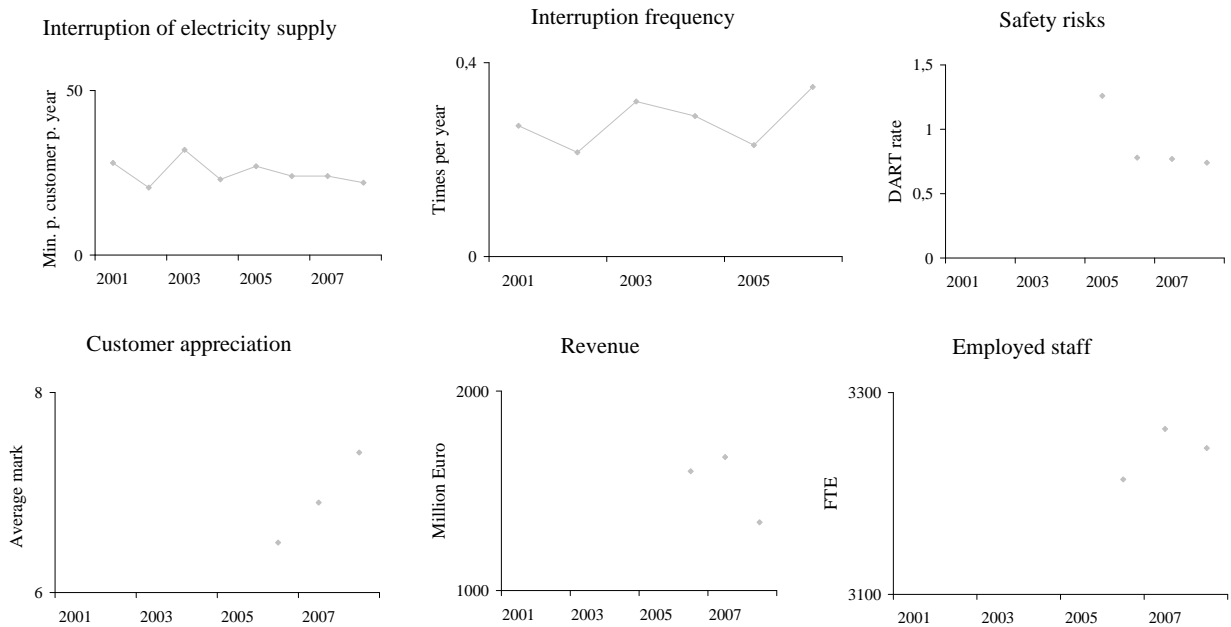 Interruption of electricity supply
Min. p. customer p. year
50
0
2001 2003 2005 2007
Interruption frequency
Times per year
0,4
0
2001 2003 2005
Safety risks
DART rate
1,5
1
0,5
0
2001 2003 2005 2007
Customer appreciation
Average mark
8
6
2001 2003 2005 2007
Revenue
Million Euro
2000
1000
2001 2003 2005 2007
Employed staff
FTE
3300
3100
2001 2003 2005 2007